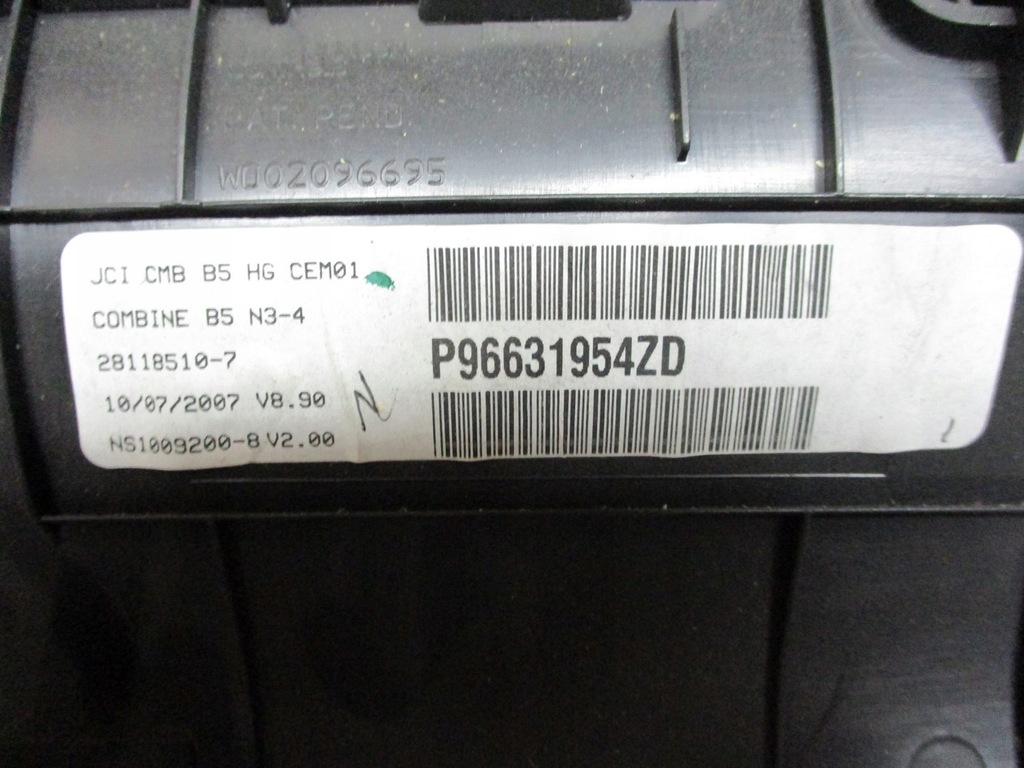 PAT. PEND
W002096695
JCI CMB B5 HG CEM01
COMBINE B5 N3-4
28118510-7
10/07/2007 V8.90
NS1009200-8 V2.00
P96631954ZD
N